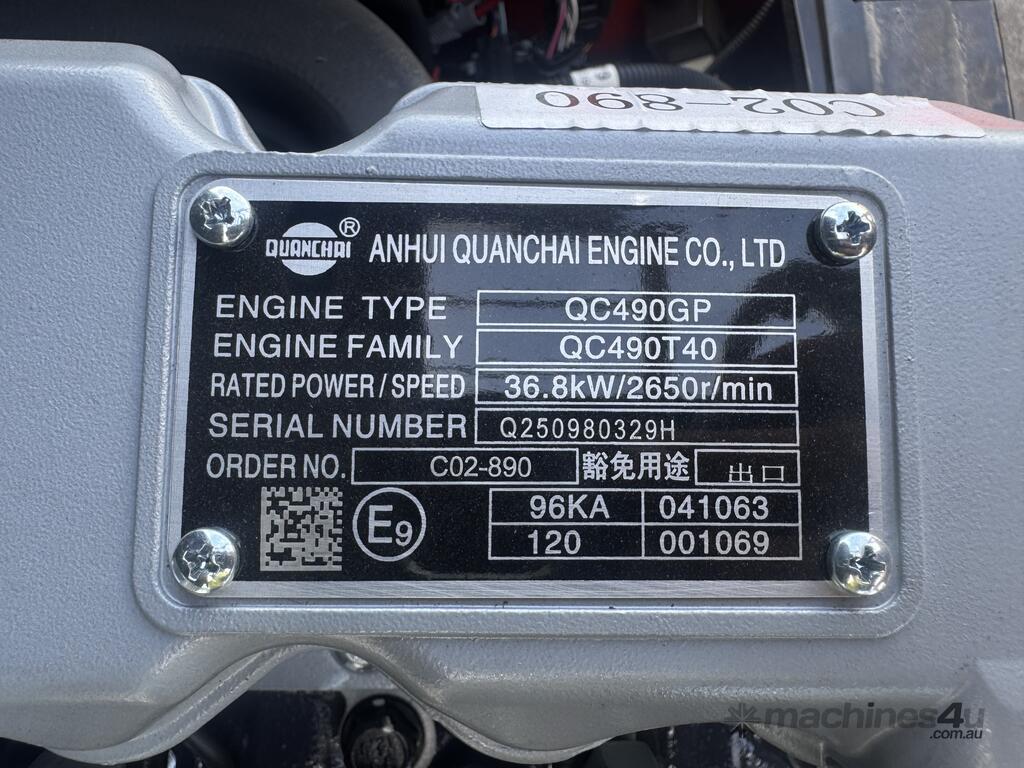 C02-890
QUANCHAI ® ANHUI QUANCHAI ENGINE CO., LTD
ENGINE TYPE QC490GP
ENGINE FAMILY QC490T40
RATED POWER / SPEED 36.8kW/2650r/min
SERIAL NUMBER Q250980329H
ORDER NO. C02-890 豁免用途 出口
E9 96KA 041063
120 001069
machines4u
.com.au